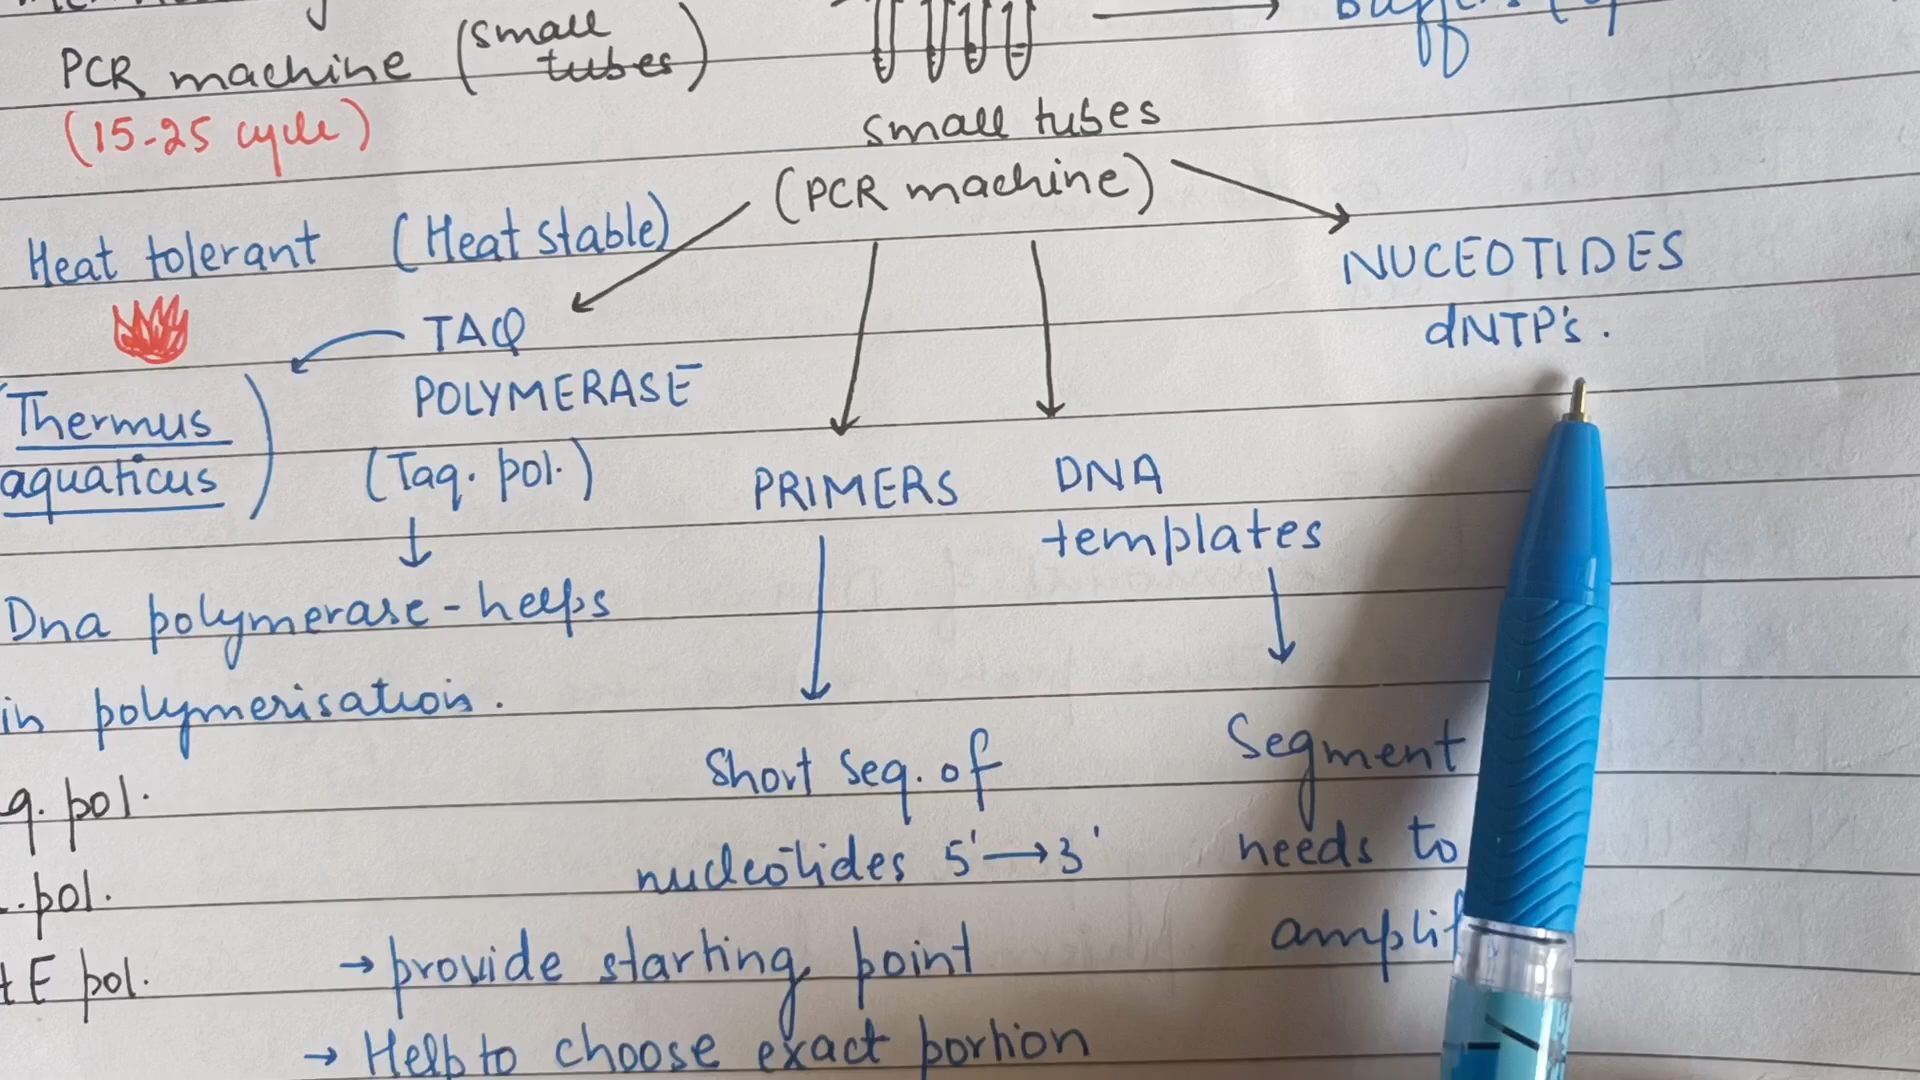 PCR machine (small tubes)
(15-25 cycle)
small tubes
(PCR machine)
Heat tolerant (Heat stable)
TAQ
POLYMERASE
(Taq. pol.)
Thermus
aquaticus)
Dna polymerase - helps
in polymerisation.
q. pol.
.pol.
t E pol.
PRIMERS
Short seq. of
nucleotides 5' → 3'
→ provide starting point
→ Help to choose exact portion
DNA
templates
Segment
needs to
amplif
NUCEOTIDES
dNTP's.